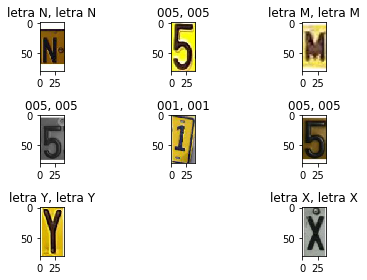 letra N, letra N 005, 005 letra M, letra M
0 0 0
50 50 50
N 5 M
0 25 0 25 0 25
005, 005 001, 001 005, 005
0 0 0
50 50 50
5 1 5
0 25 0 25 0 25
letra Y, letra Y letra X, letra X
0 0
50 50
Y X
0 25 0 25